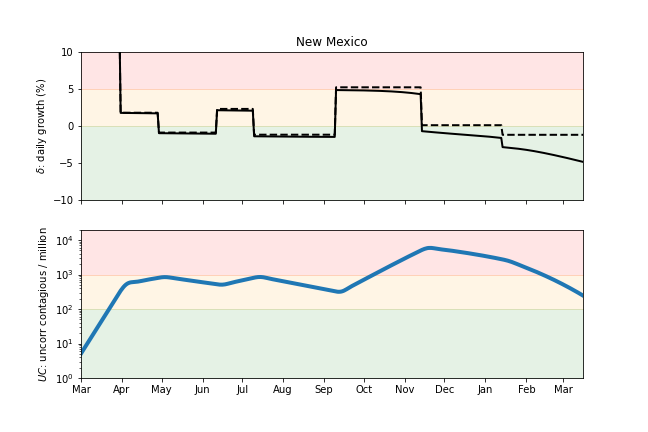 New Mexico
δ: daily growth (%)
10
5
0
−5
−10
UC: uncorr contagious / million
10⁴
10³
10²
10¹
10⁰
Mar Apr May Jun Jul Aug Sep Oct Nov Dec Jan Feb Mar